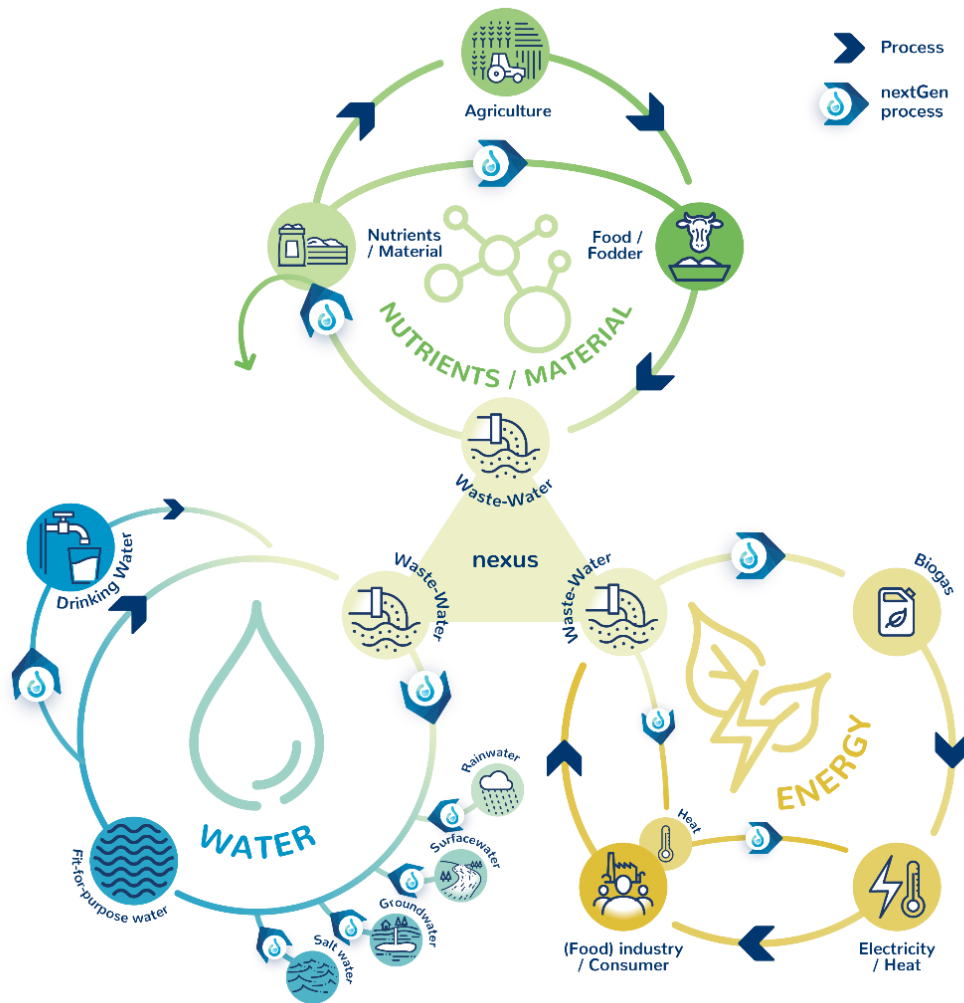 Process
nextGen
process
Agriculture
Nutrients
/ Material
Food /
Fodder
NUTRIENTS / MATERIAL
Waste-Water
nexus
Waste-Water
Waste-Water
Drinking Water
Biogas
WATER
Fit-for-purpose water
Rainwater
Surfacewater
Groundwater
Salt water
ENERGY
Heat
(Food) industry
/ Consumer
Electricity
/ Heat